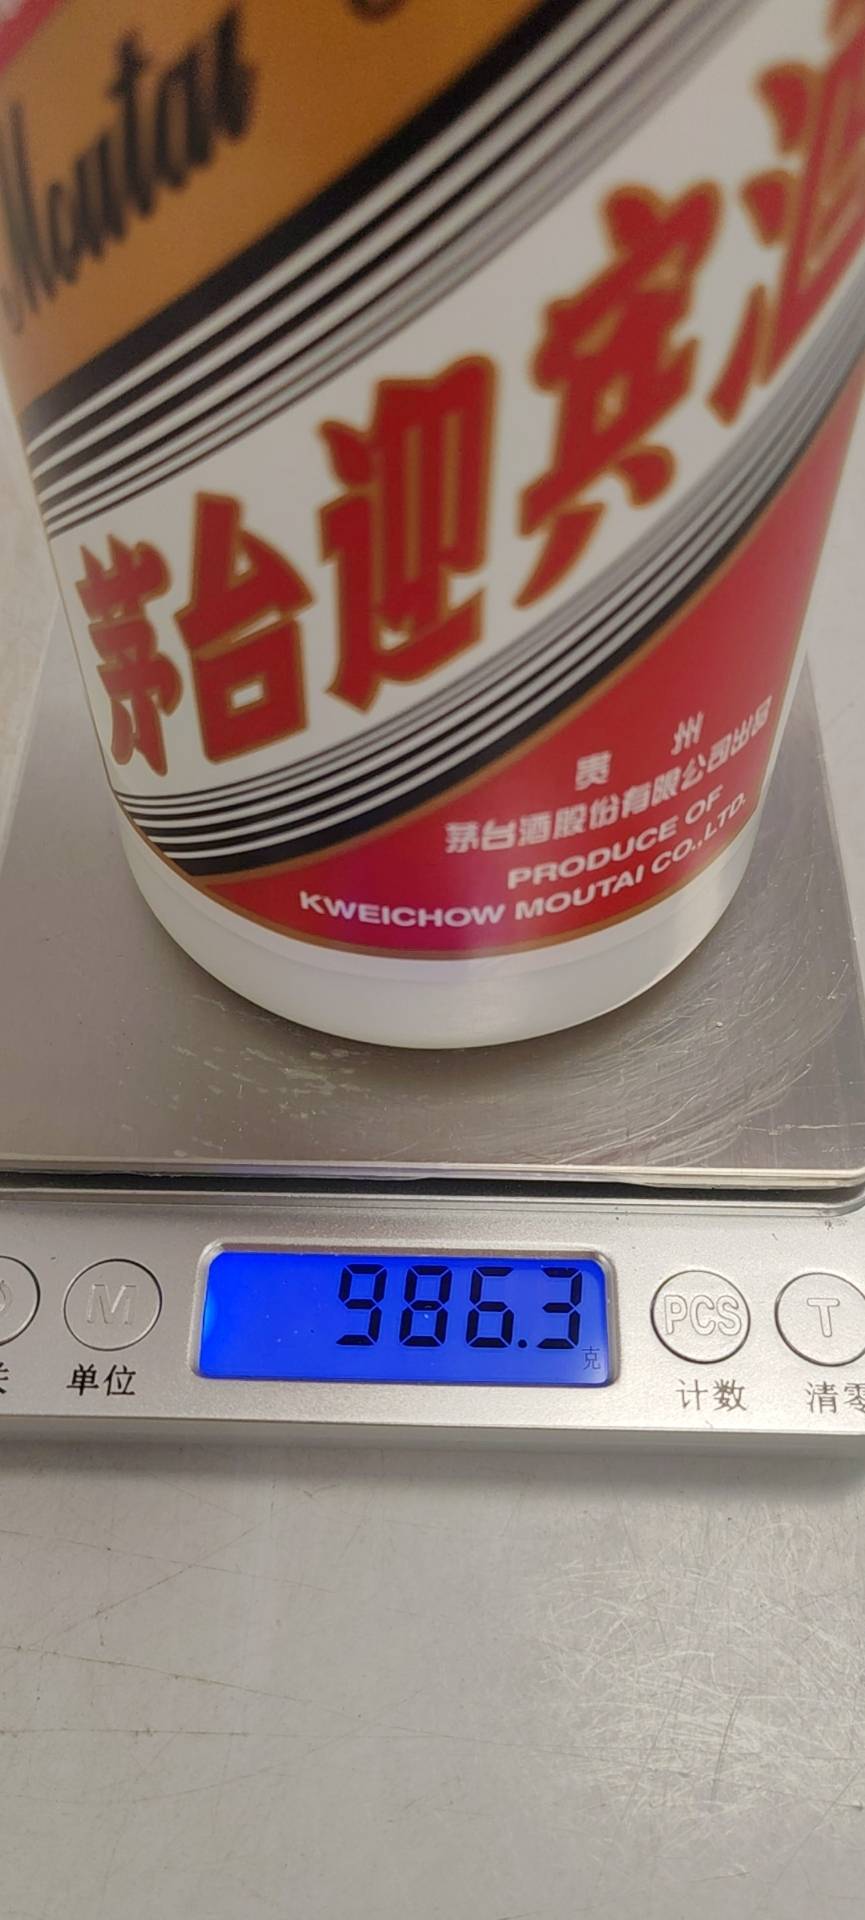 Moutai
茅台迎宾酒
贵州
茅台酒股份有限公司出品
PRODUCE OF
KWEICHOW MOUTAI CO.,LTD.
986.3
克
M
PCS
T
单位
计数
清零